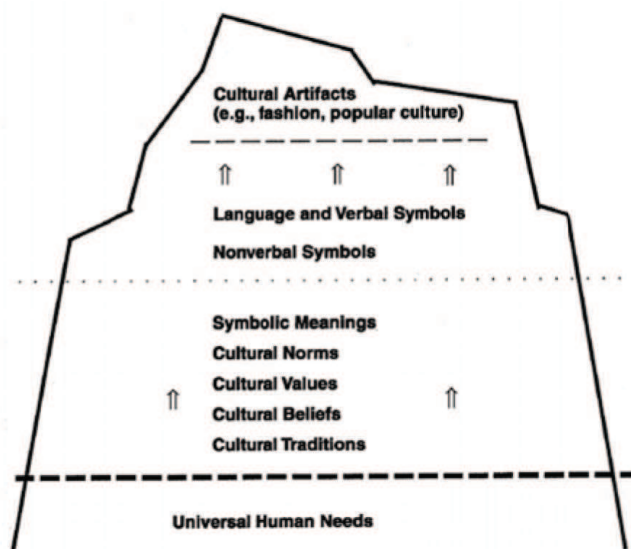 Cultural Artifacts
(e.g., fashion, popular culture)
Language and Verbal Symbols
Nonverbal Symbols
Symbolic Meanings
Cultural Norms
Cultural Values
Cultural Beliefs
Cultural Traditions
Universal Human Needs